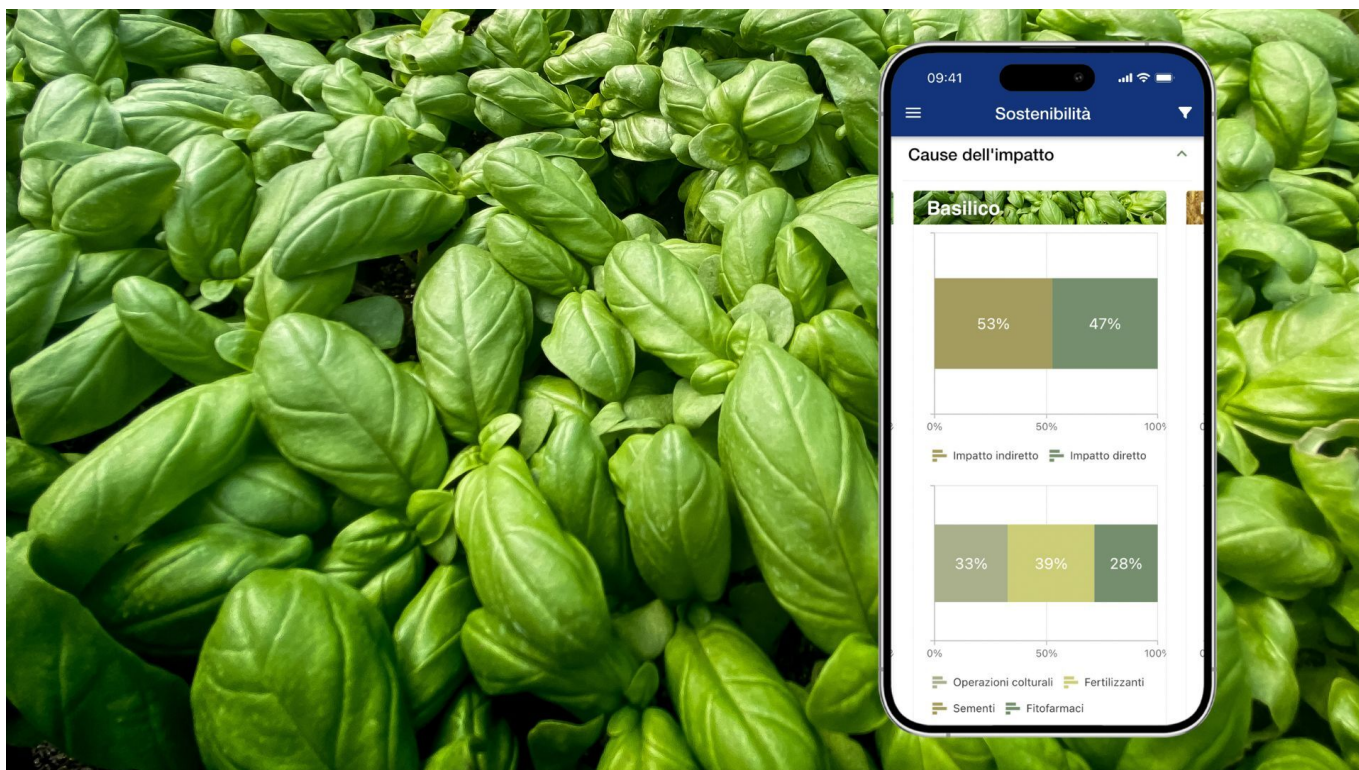 09:41
Sostenibilità
Cause dell'impatto
Basilico
53% 47%
0% 50% 100%
Impatto indiretto Impatto diretto
33% 39% 28%
0% 50% 100%
Operazioni colturali Fertilizzanti
Sementi Fitofarmaci